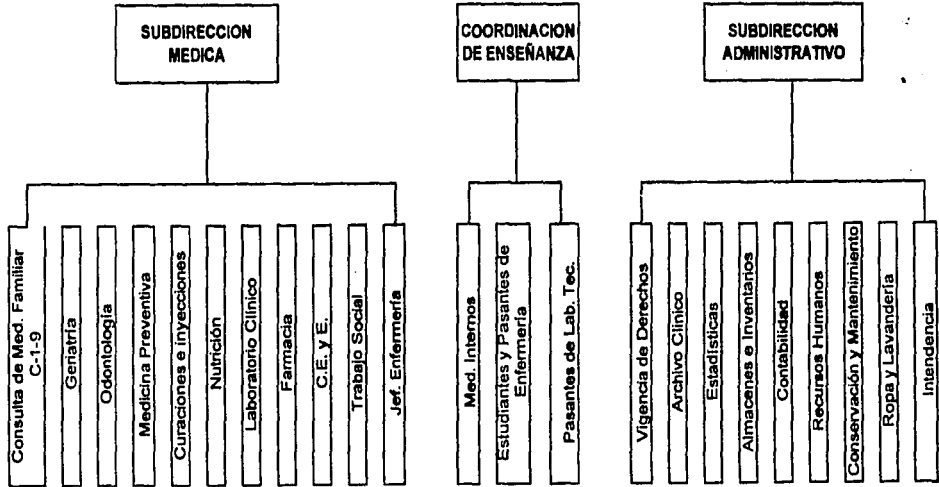 SUBDIRECCION
MEDICA
COORDINACION
DE ENSEÑANZA
SUBDIRECCION
ADMINISTRATIVO
Consulta de Med. Familiar
C-1-9
Geriatría
Odontología
Medicina Preventiva
Curaciones e Inyecciones
Nutrición
Laboratorio Clínico
Farmacia
C.E. y E.
Trabajo Social
Jef. Enfermería
Med. Internos
Estudiantes y Pasantes de
Enfermería
Pasantes de Lab. Tec.
Vigencia de Derechos
Archivo Clínico
Estadísticas
Almacenes e Inventarios
Contabilidad
Recursos Humanos
Conservación y Mantenimiento
Ropa y Lavandería
Intendencia